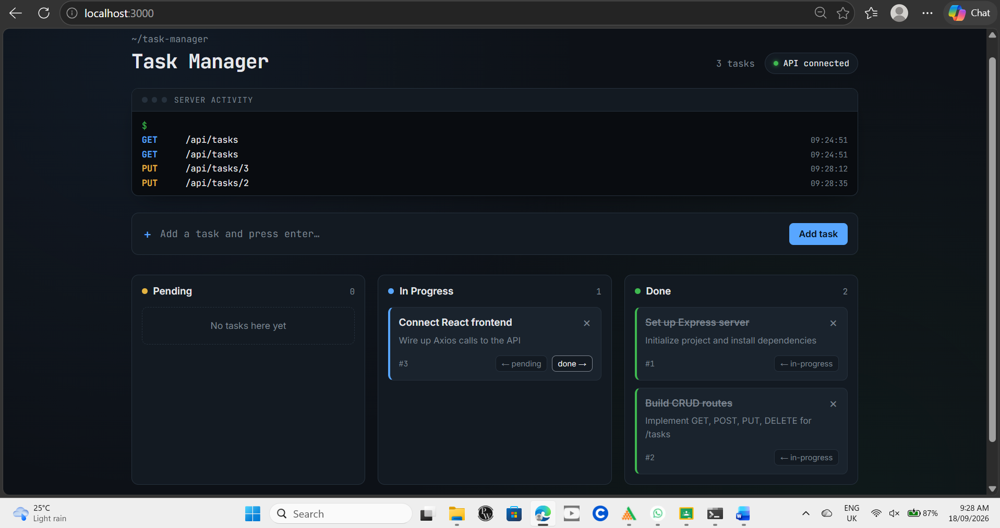 localhost:3000
Chat
~/task-manager
Task Manager
3 tasks
API connected
SERVER ACTIVITY
$
GET /api/tasks 09:24:51
GET /api/tasks 09:24:51
PUT /api/tasks/3 09:28:12
PUT /api/tasks/2 09:28:35
+ Add a task and press enter…
Add task
Pending 0
No tasks here yet
In Progress 1
Connect React frontend
Wire up Axios calls to the API
#3
← pending
done →
Done 2
Set up Express server
Initialize project and install dependencies
#1
← in-progress
Build CRUD routes
Implement GET, POST, PUT, DELETE for
/tasks
#2
← in-progress
25°C
Light rain
Search
PW
C
W
ENG
UK
87%
9:28 AM
18/09/2026